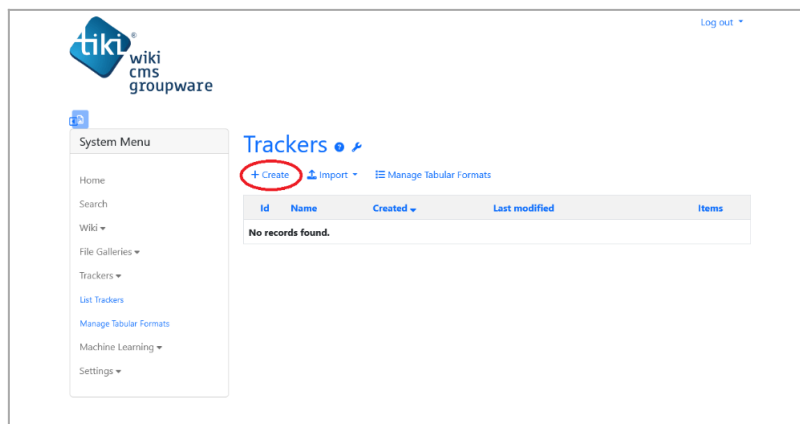 Log out
tiki®
wiki
cms
groupware
System Menu
Home
Search
Wiki
File Galleries
Trackers
List Trackers
Manage Tabular Formats
Machine Learning
Settings
Trackers
+ Create Import Manage Tabular Formats
Id Name Created Last modified Items
No records found.